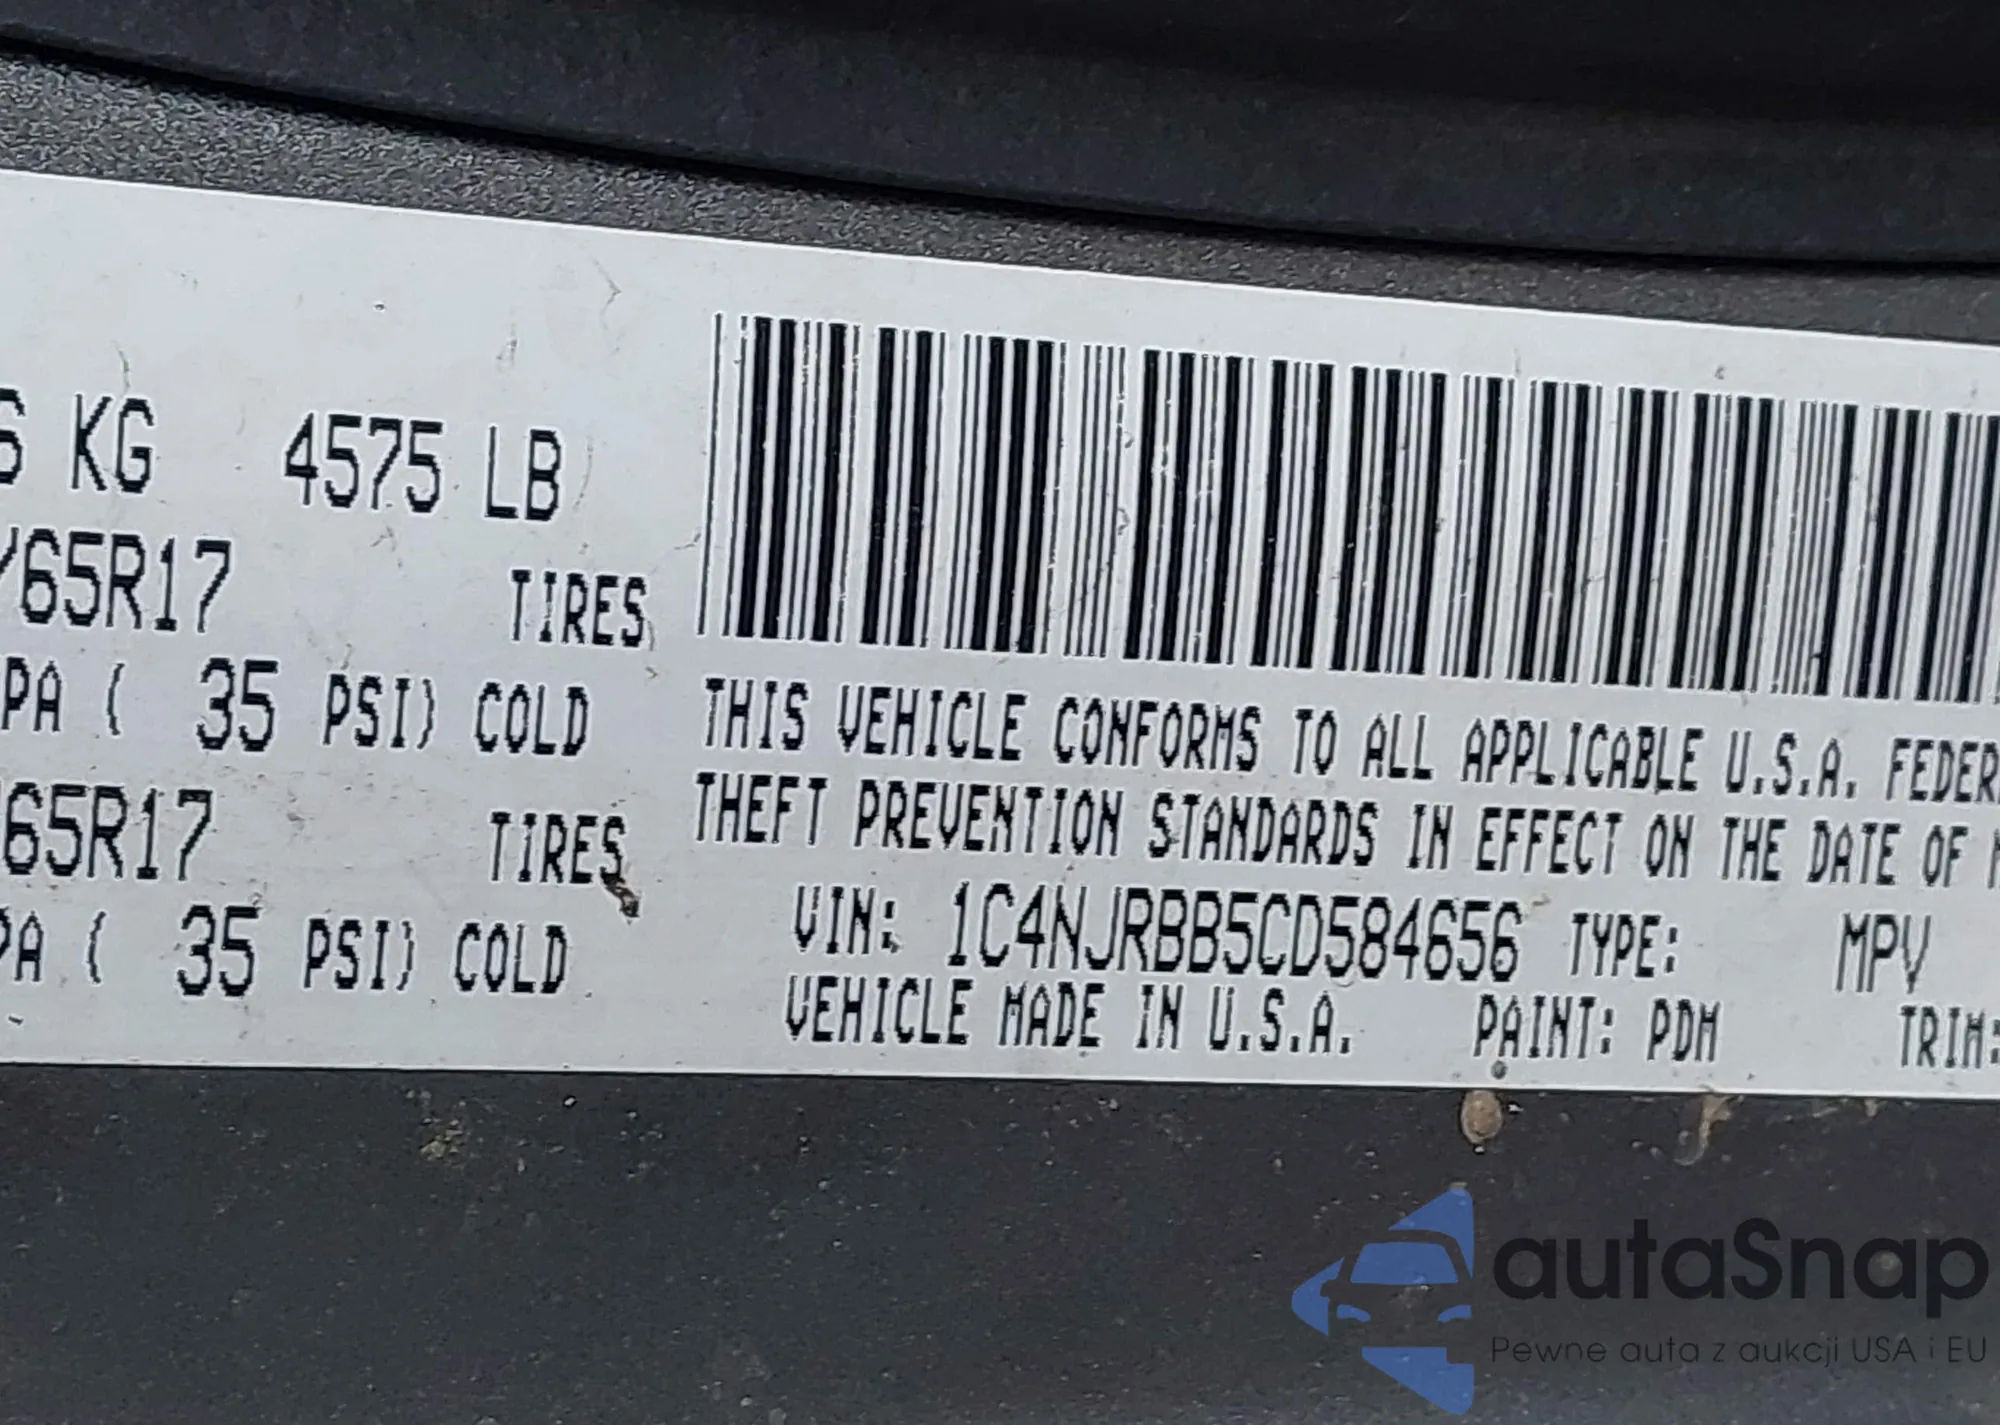 6 KG 4575 LB
/65R17 TIRES
PA ( 35 PSI) COLD
65R17 TIRES
PA ( 35 PSI) COLD
THIS VEHICLE CONFORMS TO ALL APPLICABLE U.S.A. FEDER
THEFT PREVENTION STANDARDS IN EFFECT ON THE DATE OF
VIN: 1C4NJRBB5CD584656 TYPE: MPV
VEHICLE MADE IN U.S.A. PAINT: PDM TRIM:
autaSnap
Pewne auta z aukcji USA i EU